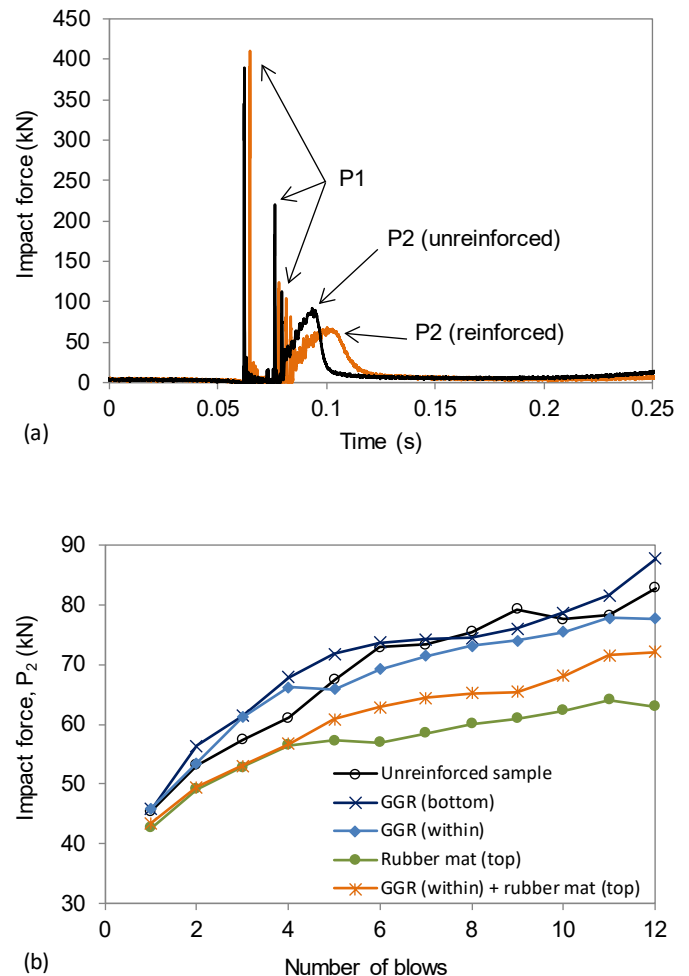 450
400
350
300
250
200
150
100
50
0
Impact force (kN)
P1
P2 (unreinforced)
P2 (reinforced)
0 0.05 0.1 0.15 0.2 0.25
Time (s)
(a)
90
80
70
60
50
40
30
Impact force, P₂ (kN)
Unreinforced sample
GGR (bottom)
GGR (within)
Rubber mat (top)
GGR (within) + rubber mat (top)
0 2 4 6 8 10 12
Number of blows
(b)